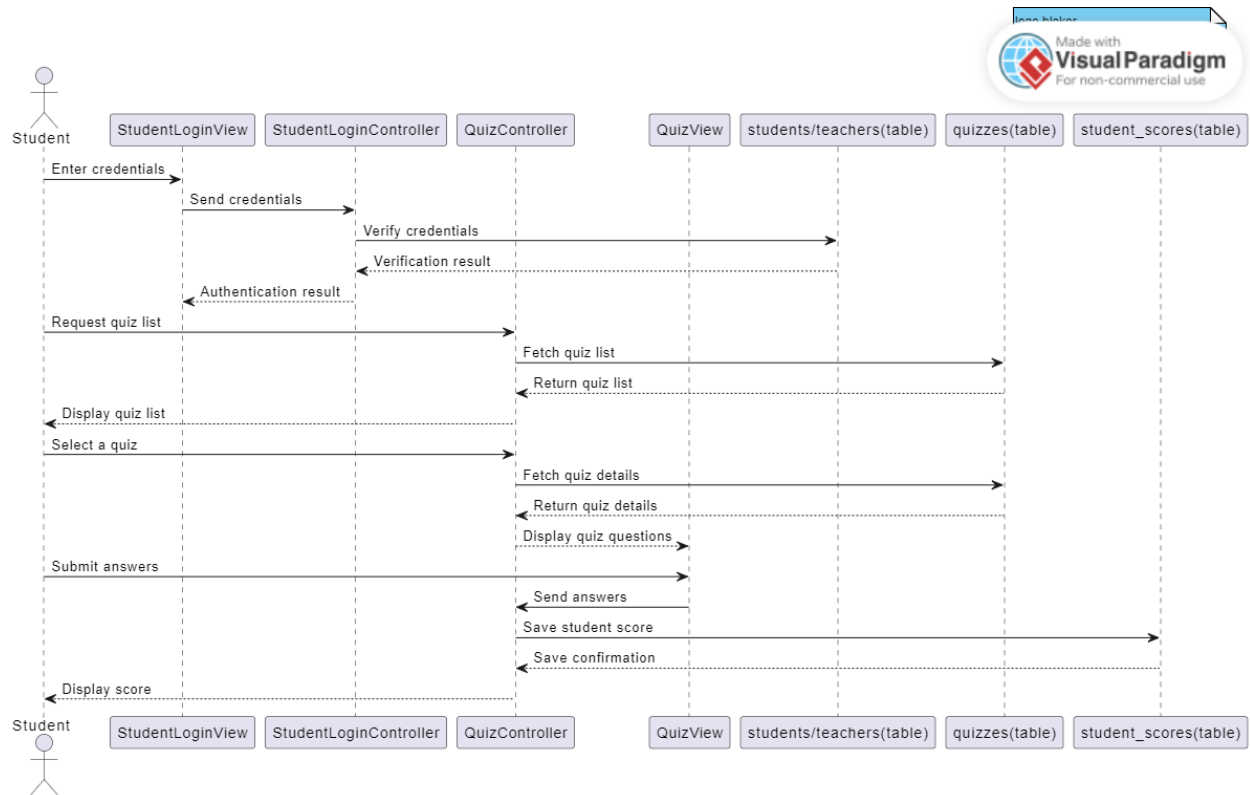 Made with
Visual Paradigm
For non-commercial use
Student
StudentLoginView
StudentLoginController
QuizController
QuizView
students/teachers(table)
quizzes(table)
student_scores(table)
Enter credentials
Send credentials
Verify credentials
Verification result
Authentication result
Request quiz list
Fetch quiz list
Return quiz list
Display quiz list
Select a quiz
Fetch quiz details
Return quiz details
Display quiz questions
Submit answers
Send answers
Save student score
Save confirmation
Display score
Student
StudentLoginView
StudentLoginController
QuizController
QuizView
students/teachers(table)
quizzes(table)
student_scores(table)